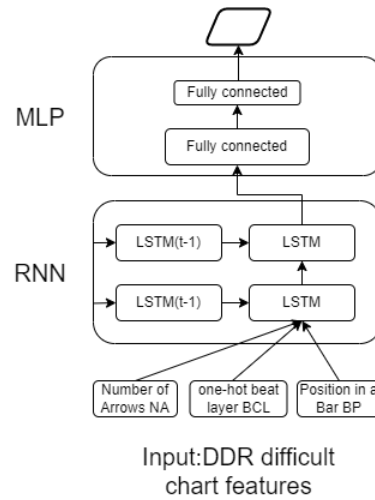 Fully connected
MLP
Fully connected
LSTM(t-1) LSTM
RNN
LSTM(t-1) LSTM
Number of one-hot beat Position in a
Arrows NA layer BCL Bar BP
Input:DDR difficult
chart features